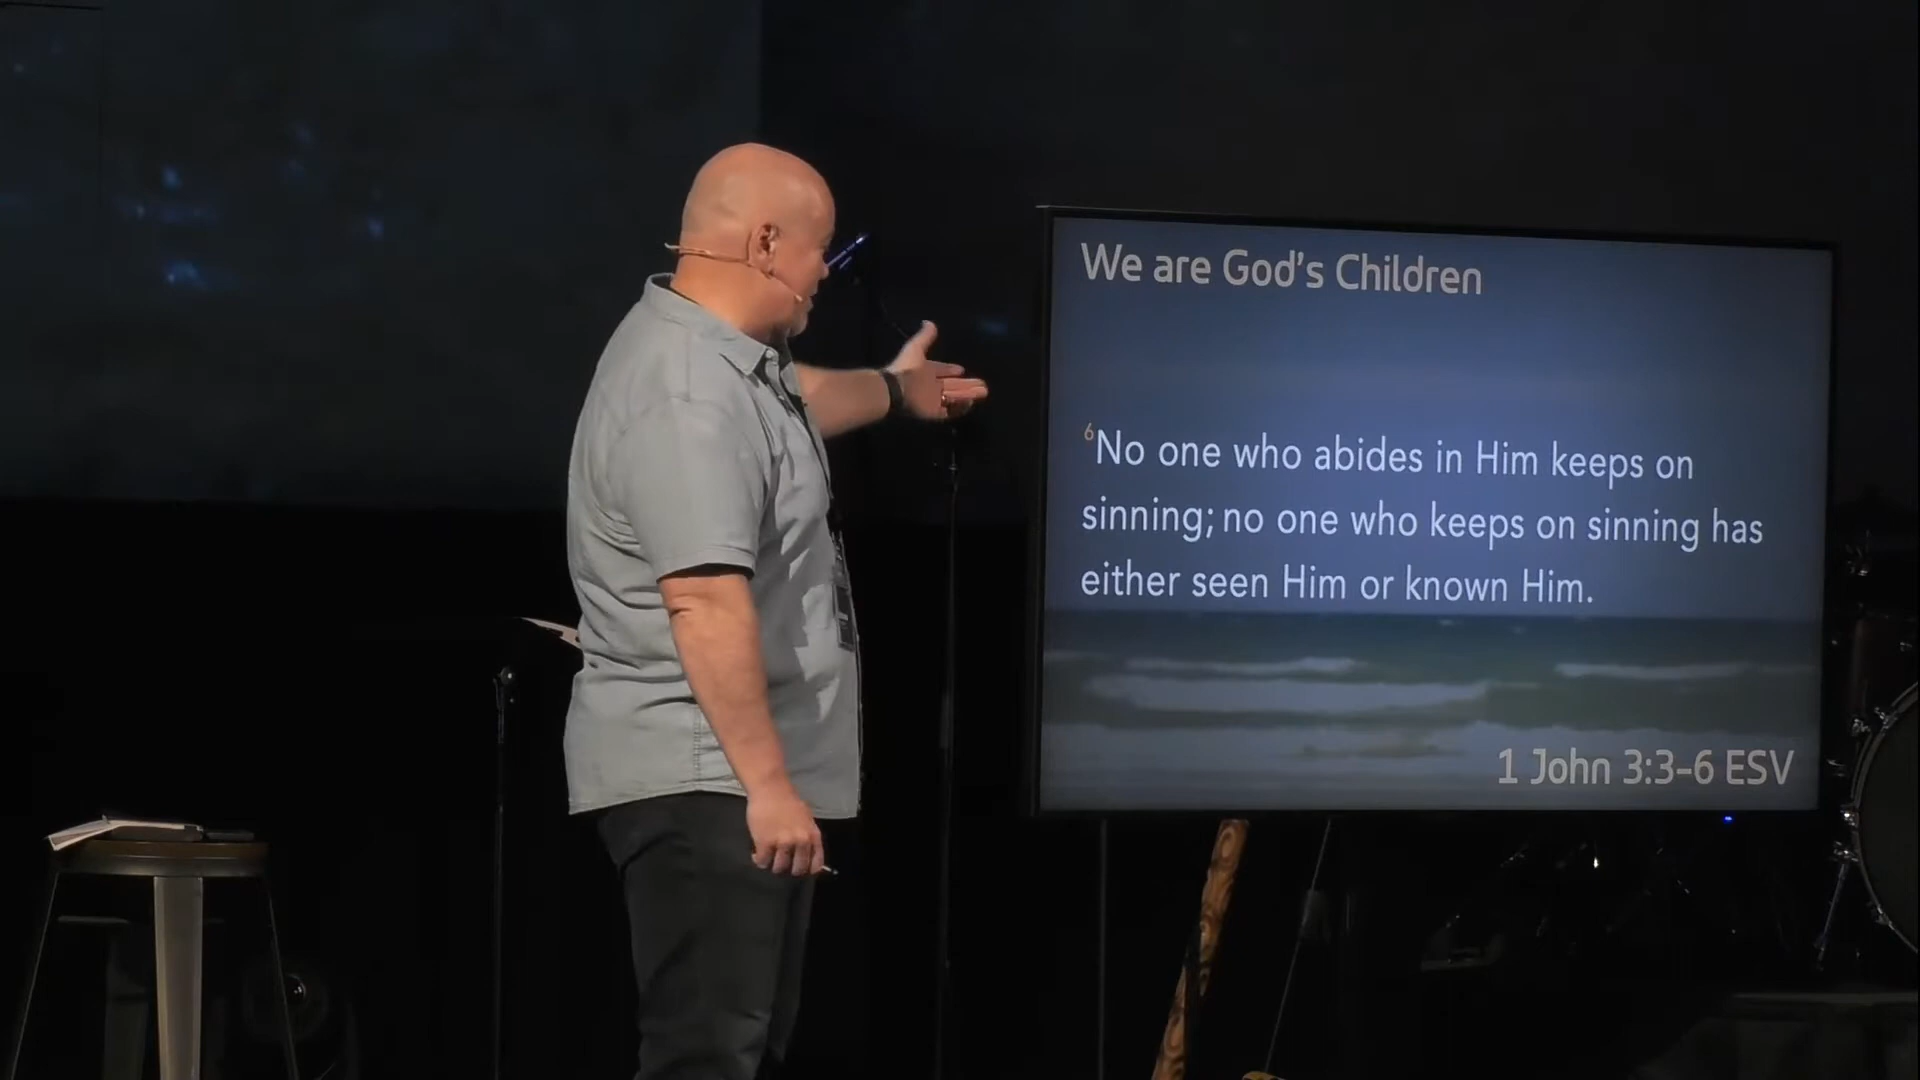 We are God's Children
6No one who abides in Him keeps on
sinning; no one who keeps on sinning has
either seen Him or known Him.
1 John 3:3-6 ESV